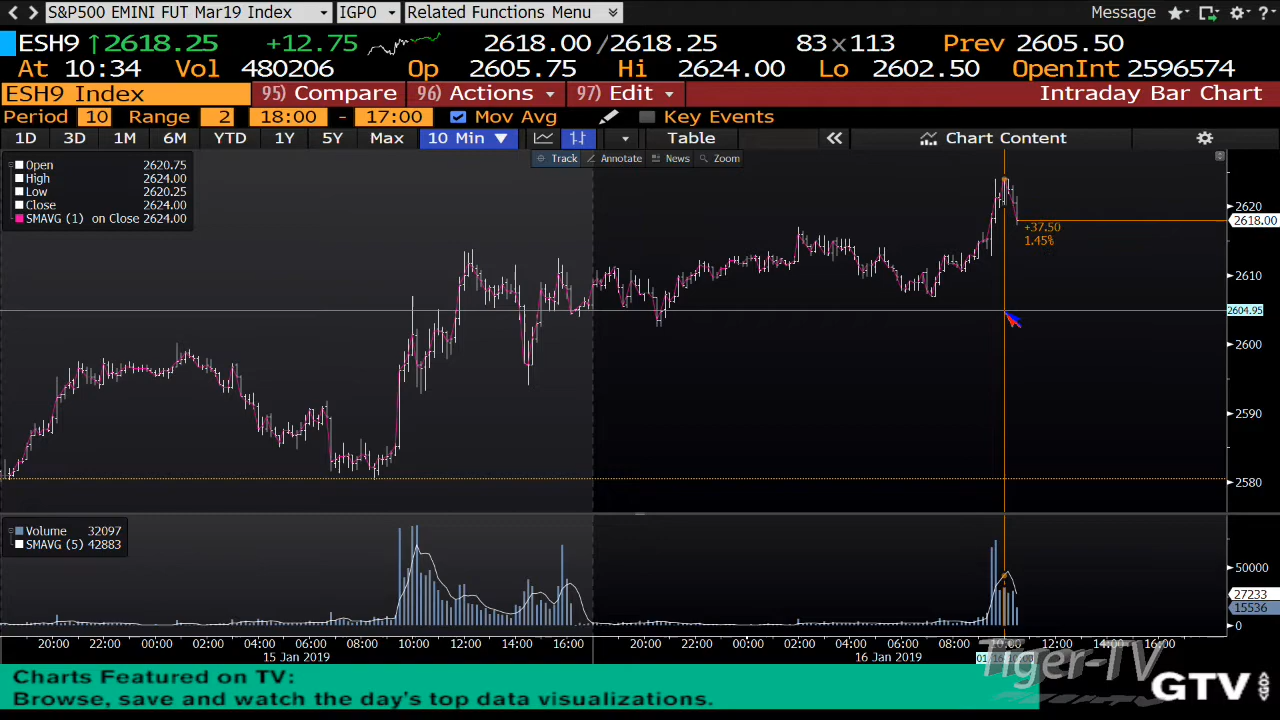 S&P500 EMINI FUT Mar19 Index IGPO Related Functions Menu Message
ESH9 ↑2618.25 +12.75 2618.00/2618.25 83x113 Prev 2605.50
At 10:34 Vol 480206 Op 2605.75 Hi 2624.00 Lo 2602.50 OpenInt 2596574
ESH9 Index 95) Compare 96) Actions 97) Edit Intraday Bar Chart
Period 10 Range 2 18:00 - 17:00 Mov Avg Key Events
1D 3D 1M 6M YTD 1Y 5Y Max 10 Min ▼ Table « Chart Content
Track Annotate News Zoom
Open 2620.75
High 2624.00
Low 2620.25
Close 2624.00
SMAVG (1) on Close 2624.00
2620
2618.00
+37.50
1.45%
2610
2604.95
2600
2590
2580
Volume 32097
SMAVG (5) 42883
50000
27233
15536
0
20:00 22:00 00:00 02:00 04:00 06:00 08:00 10:00 12:00 14:00 16:00 20:00 22:00 00:00 02:00 04:00 06:00 08:00 10:00 12:00 14:00 16:00
15 Jan 2019 16 Jan 2019
Tiger-TV
GTV
Charts Featured on TV:
Browse, save and watch the day's top data visualizations.